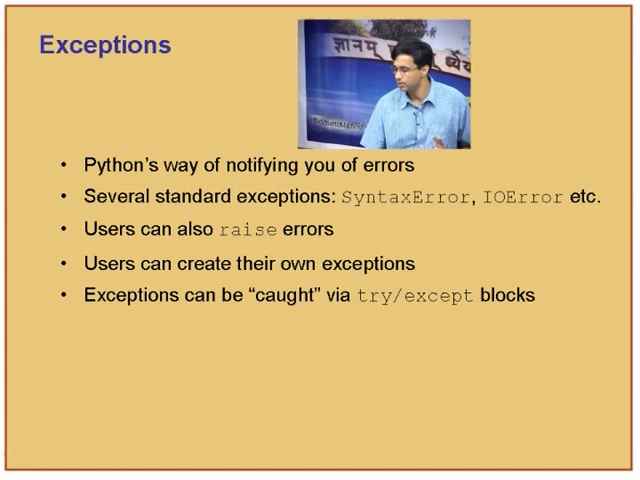 Exceptions
ज्ञानम्
ध्येय
• Python's way of notifying you of errors
• Several standard exceptions: SyntaxError, IOError etc.
• Users can also raise errors
• Users can create their own exceptions
• Exceptions can be “caught” via try/except blocks